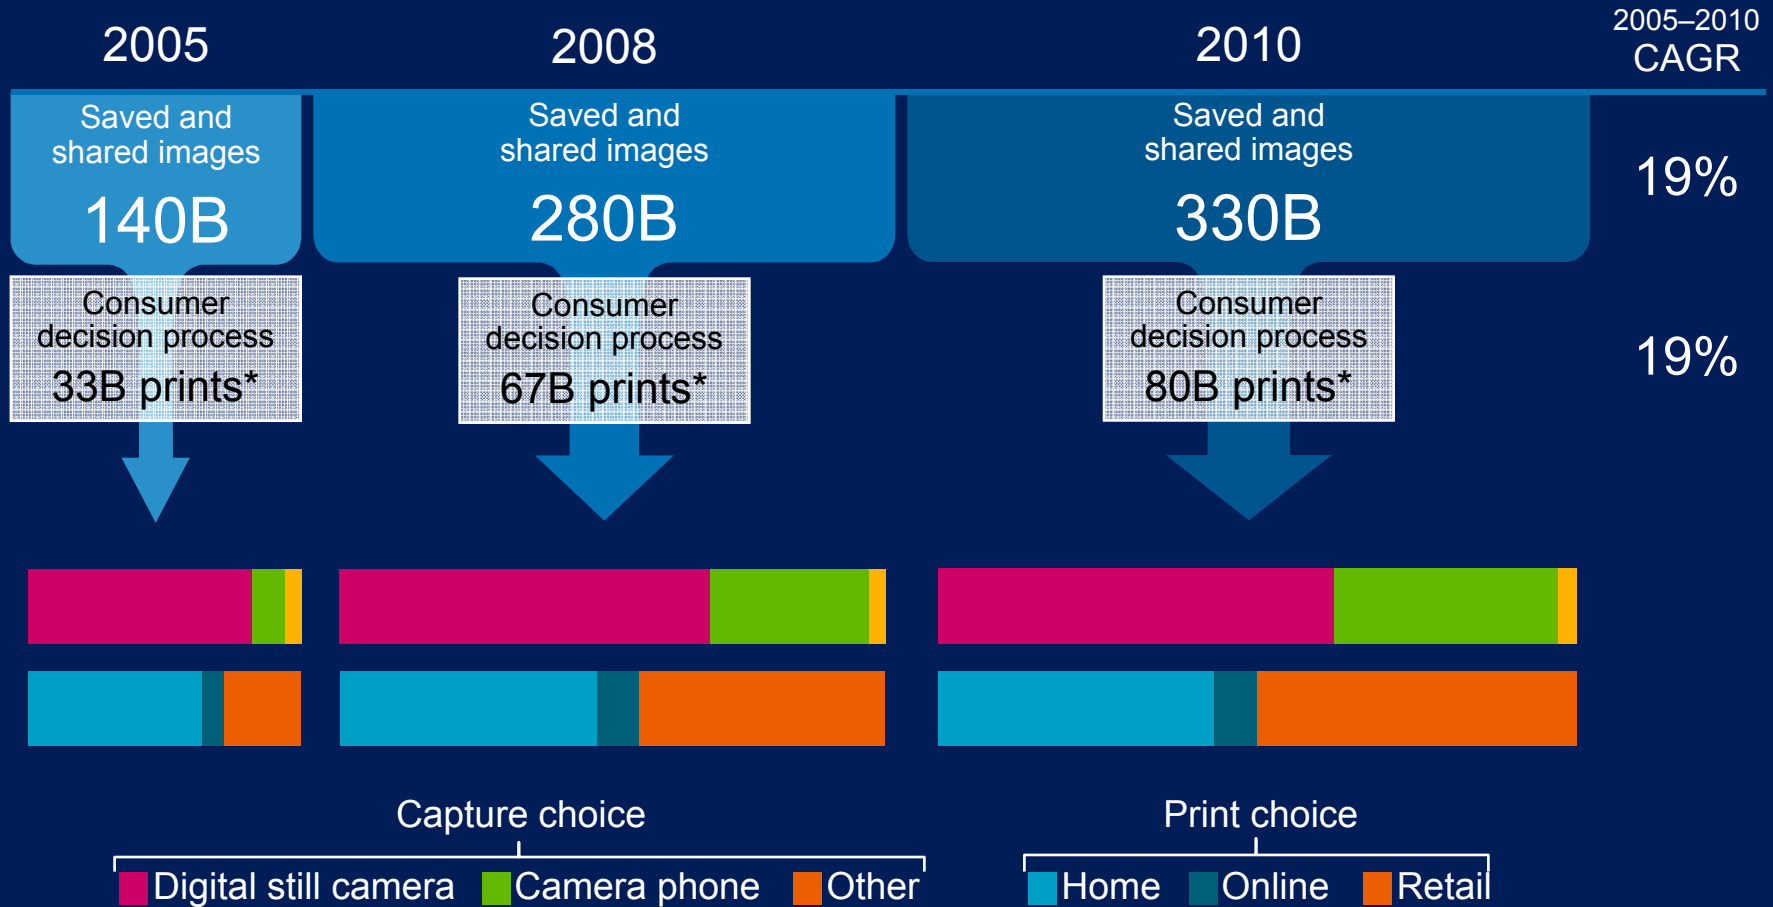 2005
2008
2010
2005–2010
CAGR
Saved and
shared images
140B
Saved and
shared images
280B
Saved and
shared images
330B
19%
Consumer
decision process
33B prints*
Consumer
decision process
67B prints*
Consumer
decision process
80B prints*
19%
Capture choice
Digital still camera
Camera phone
Other
Print choice
Home
Online
Retail